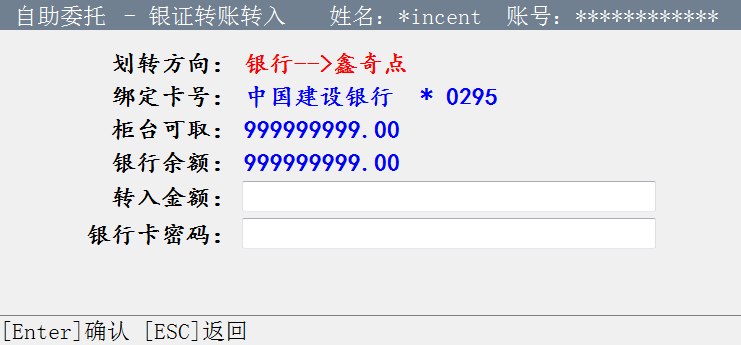 自助委托 - 银证转账转入 姓名：*incent 账号：************
划转方向：银行-->鑫奇点
绑定卡号：中国建设银行 * 0295
柜台可取：999999999.00
银行余额：999999999.00
转入金额：
银行卡密码：
[Enter]确认 [ESC]返回